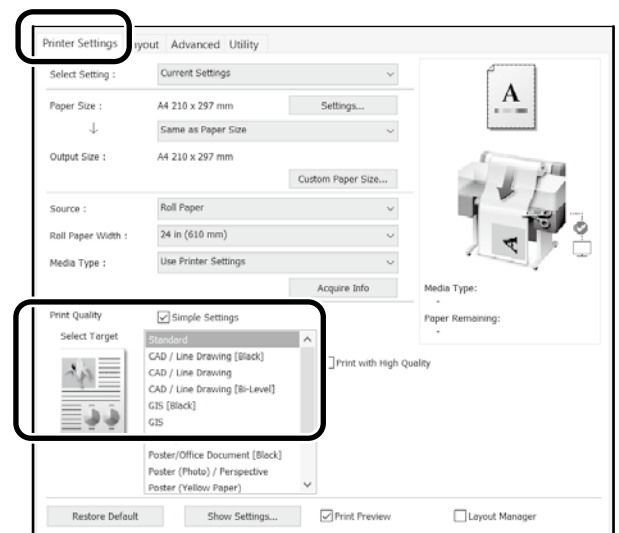 Printer Settings yout Advanced Utility
Select Setting : Current Settings
Paper Size : A4 210 x 297 mm Settings...
↓ Same as Paper Size
Output Size : A4 210 x 297 mm
Custom Paper Size...
Source : Roll Paper
Roll Paper Width : 24 in (610 mm)
Media Type : Use Printer Settings
Acquire Info
A
A
Media Type:
-
Paper Remaining:
-
Print Quality Simple Settings
Select Target Standard
CAD / Line Drawing [Black]
CAD / Line Drawing
CAD / Line Drawing [Bi-Level]
GIS [Black]
GIS
Print with High Quality
Poster/Office Document [Black]
Poster (Photo) / Perspective
Poster (Yellow Paper)
Restore Default Show Settings... Print Preview Layout Manager